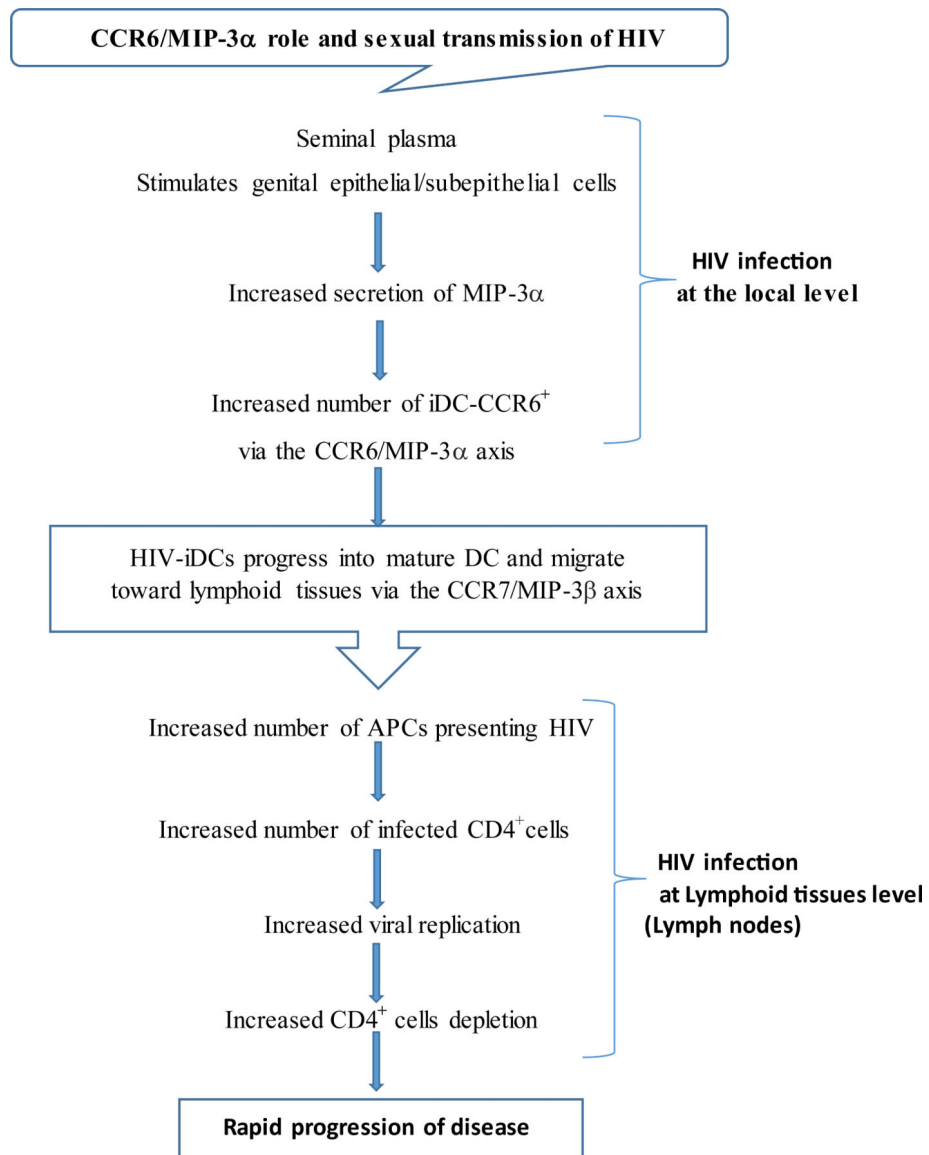 CCR6/MIP-3α role and sexual transmission of HIV
Seminal plasma
Stimulates genital epithelial/subepithelial cells
Increased secretion of MIP-3α
HIV infection
at the local level
Increased number of iDC-CCR6⁺
via the CCR6/MIP-3α axis
HIV-iDCs progress into mature DC and migrate
toward lymphoid tissues via the CCR7/MIP-3β axis
Increased number of APCs presenting HIV
Increased number of infected CD4⁺cells
Increased viral replication
Increased CD4⁺ cells depletion
HIV infection
at Lymphoid tissues level
(Lymph nodes)
Rapid progression of disease